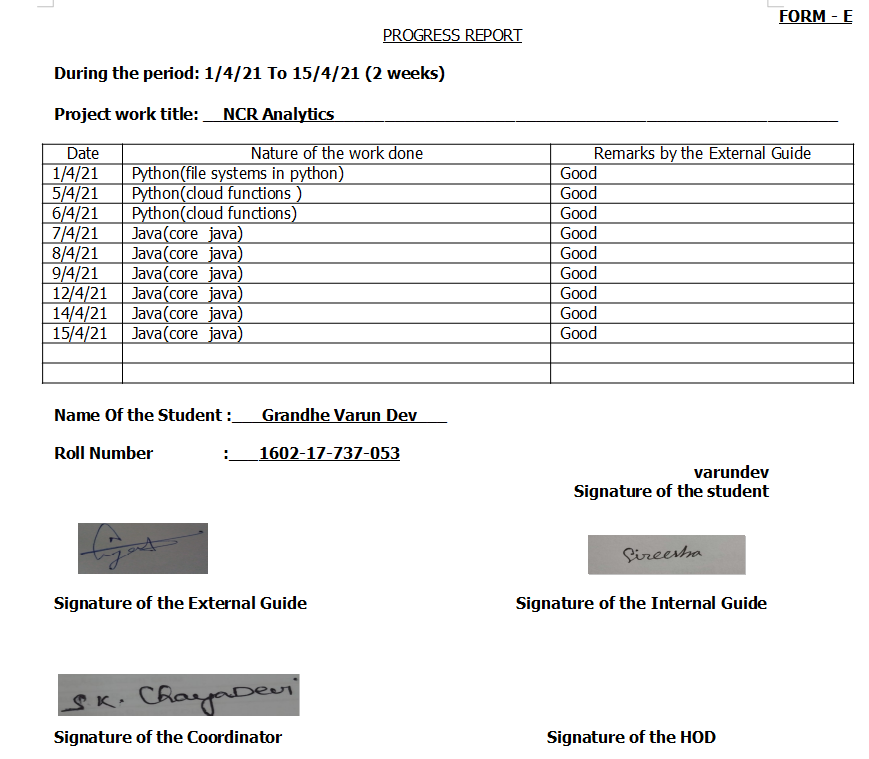 FORM - E
PROGRESS REPORT
During the period: 1/4/21 To 15/4/21 (2 weeks)
Project work title: NCR Analytics
Date Nature of the work done Remarks by the External Guide
1/4/21 Python(file systems in python) Good
5/4/21 Python(cloud functions ) Good
6/4/21 Python(cloud functions) Good
7/4/21 Java(core java) Good
8/4/21 Java(core java) Good
9/4/21 Java(core java) Good
12/4/21 Java(core java) Good
14/4/21 Java(core java) Good
15/4/21 Java(core java) Good
Name Of the Student : Grandhe Varun Dev
Roll Number : 1602-17-737-053
varundev
Signature of the student
Sireesha
Signature of the External Guide Signature of the Internal Guide
S.K. ChayaDevi
Signature of the Coordinator Signature of the HOD